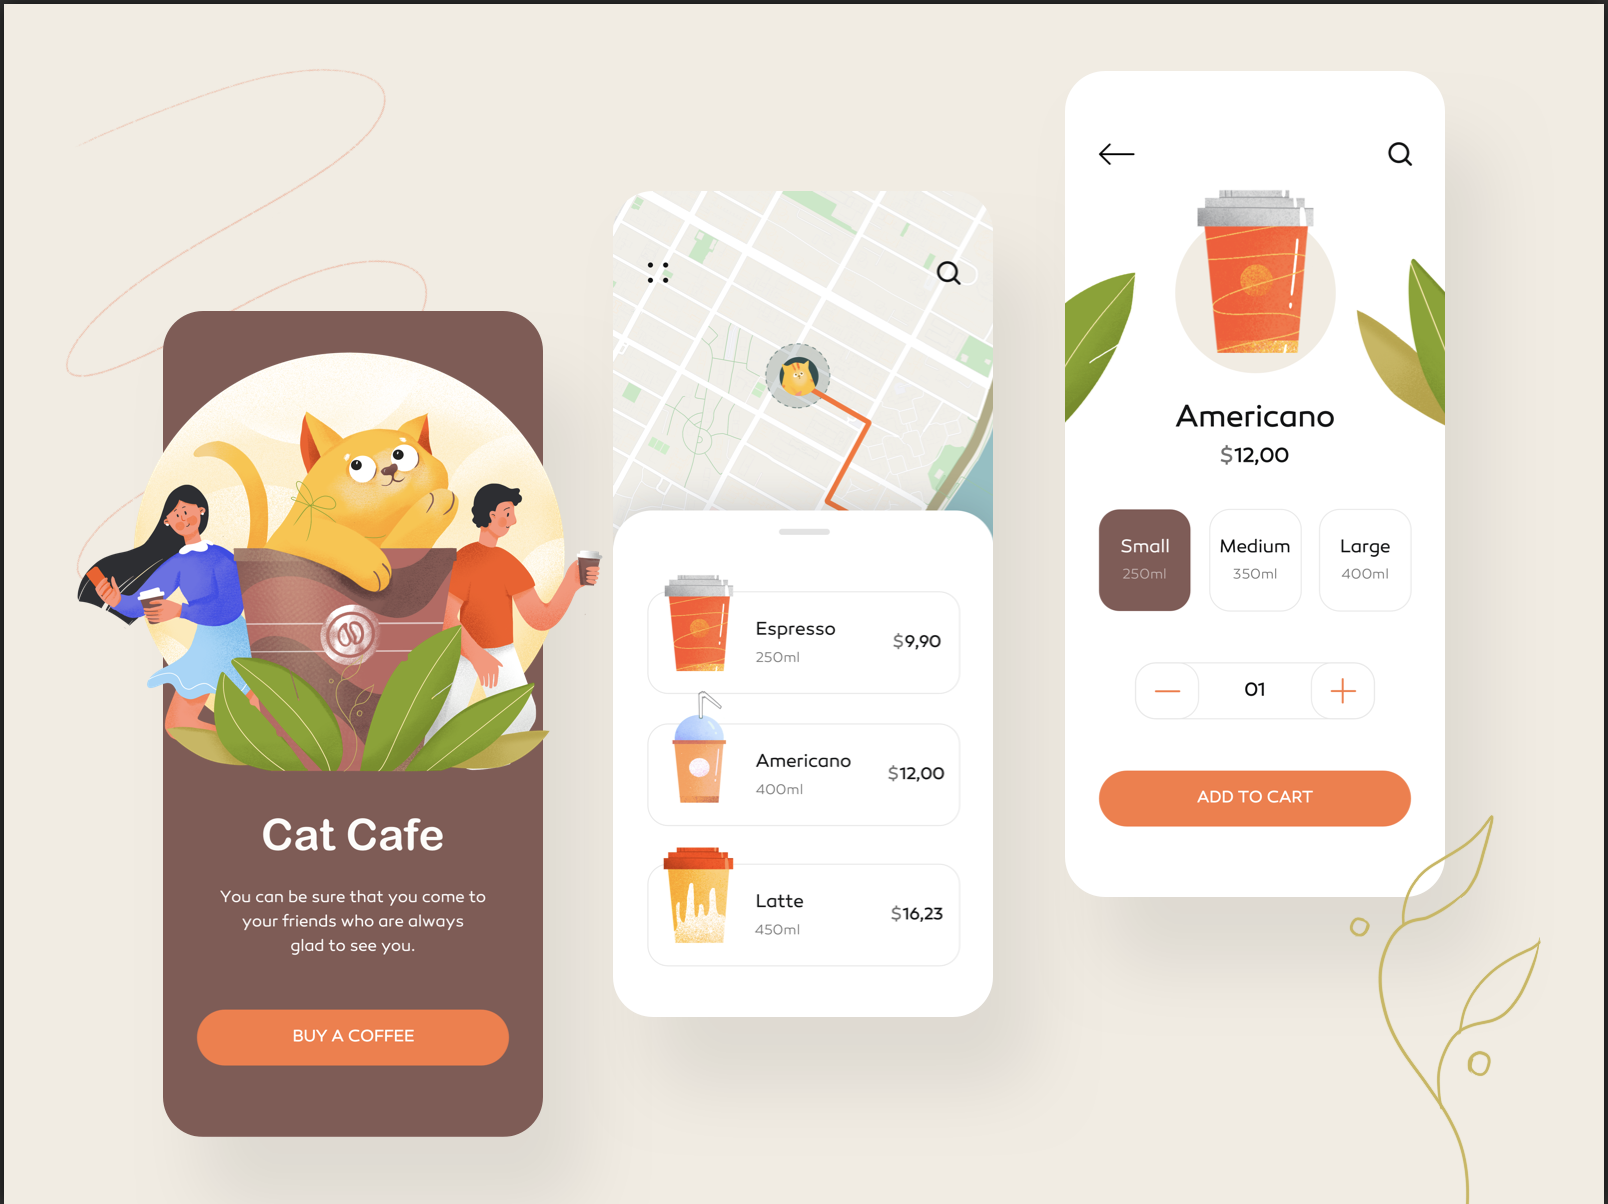 Cat Cafe
You can be sure that you come to
your friends who are always
glad to see you.
BUY A COFFEE
Espresso
250ml
$9,90
Americano
400ml
$12,00
Latte
450ml
$16,23
Americano
$12,00
Small
250ml
Medium
350ml
Large
400ml
01
ADD TO CART